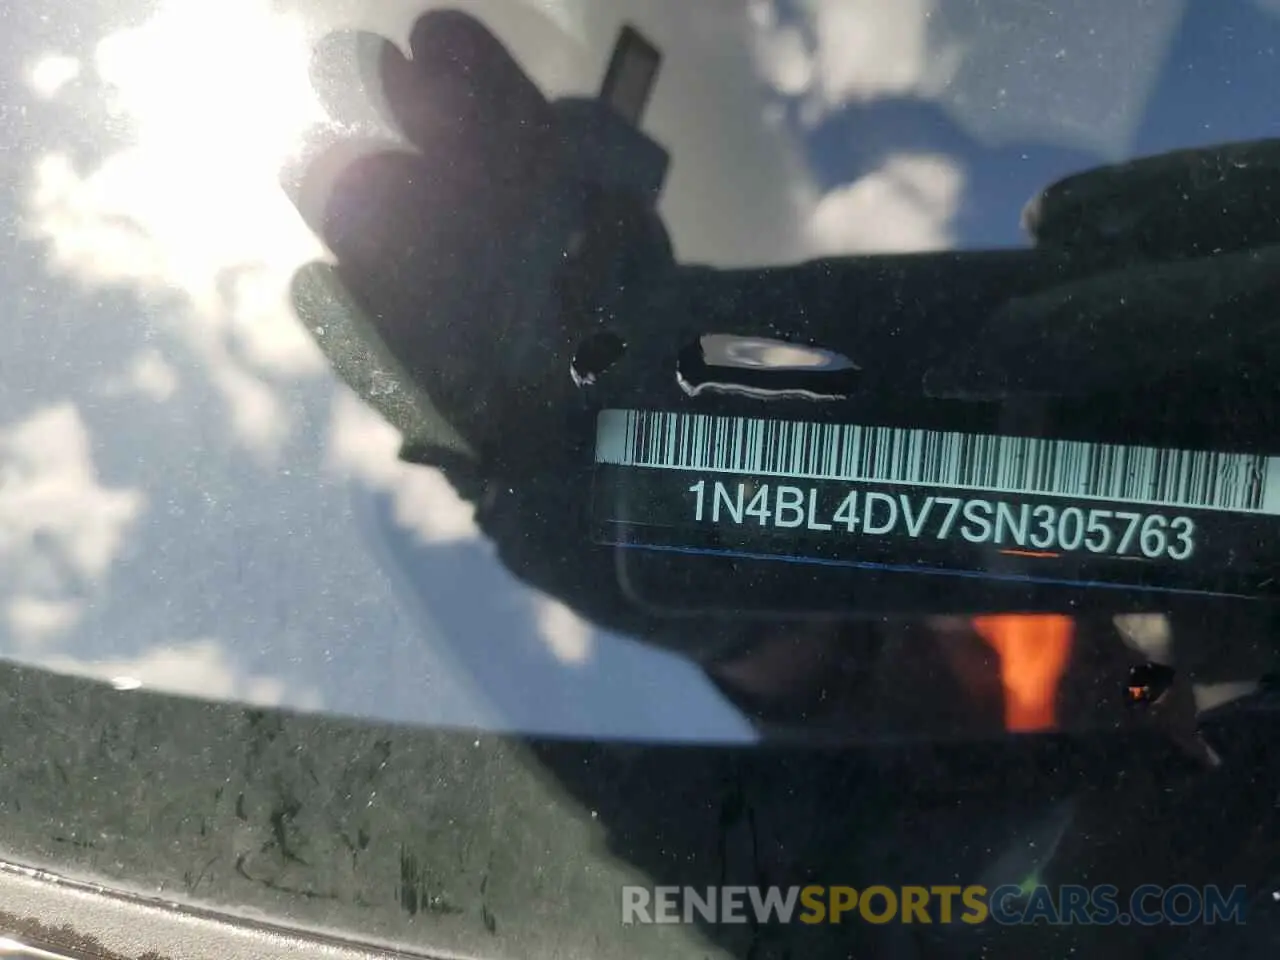 1N4BL4DV7SN305763
RENEWSPORTSCARS.COM